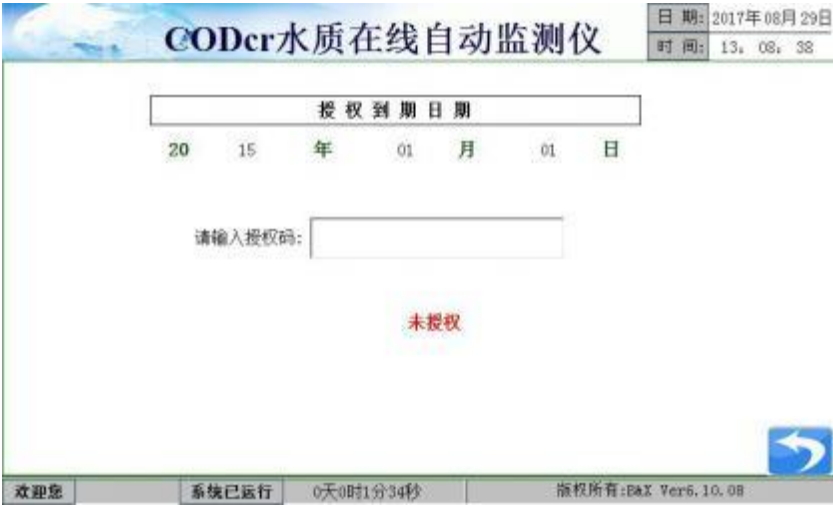 CODcr水质在线自动监测仪
日 期: 2017年08月29日
时 间: 13: 08: 38
授权到期日期
20 15 年 01 月 01 日
请输入授权码:
未授权
欢迎您 系统已运行 0天0时1分34秒 版权所有:B&X Ver6.10.08